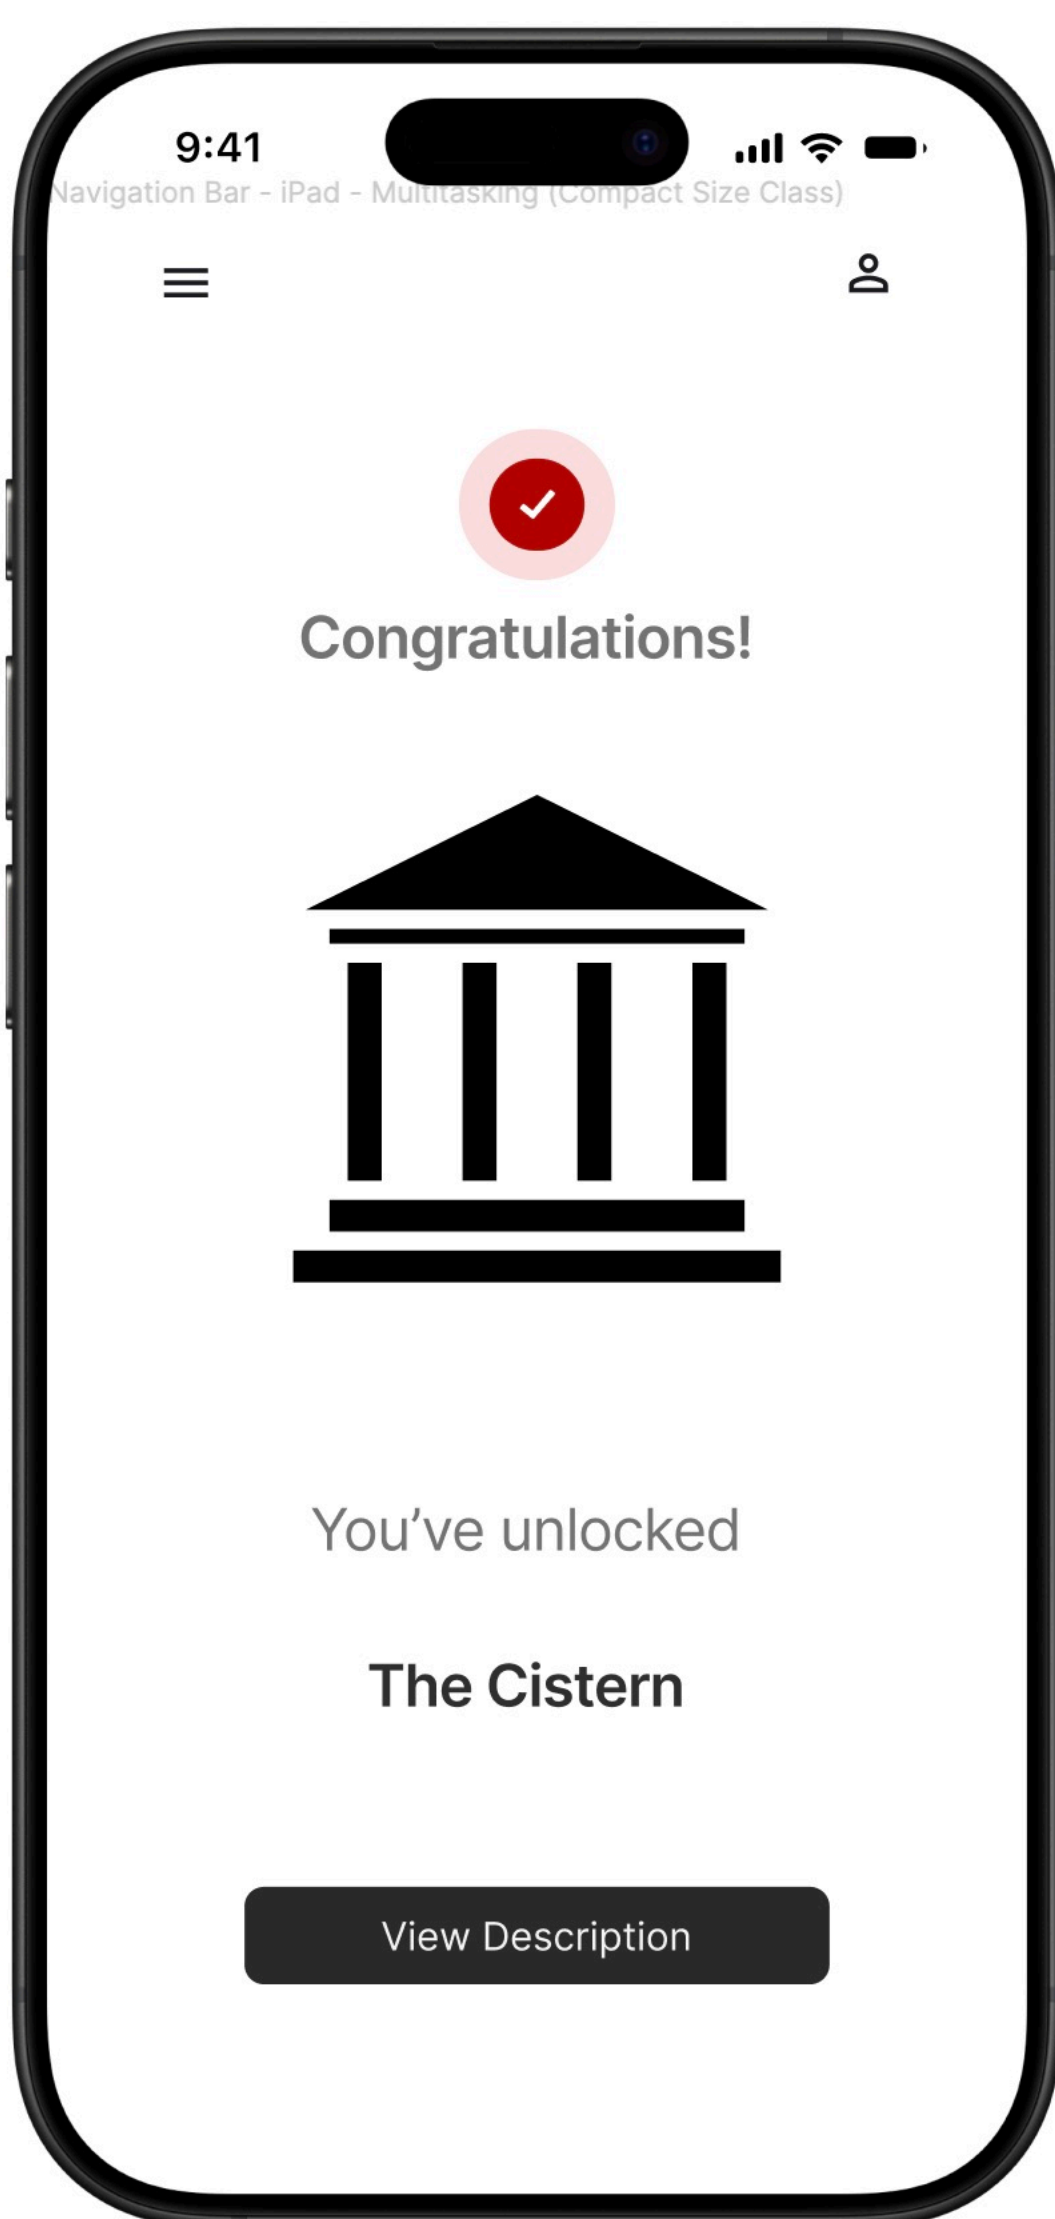 9:41
Navigation Bar - iPad - Multitasking (Compact Size Class)
Congratulations!
You’ve unlocked
The Cistern
View Description